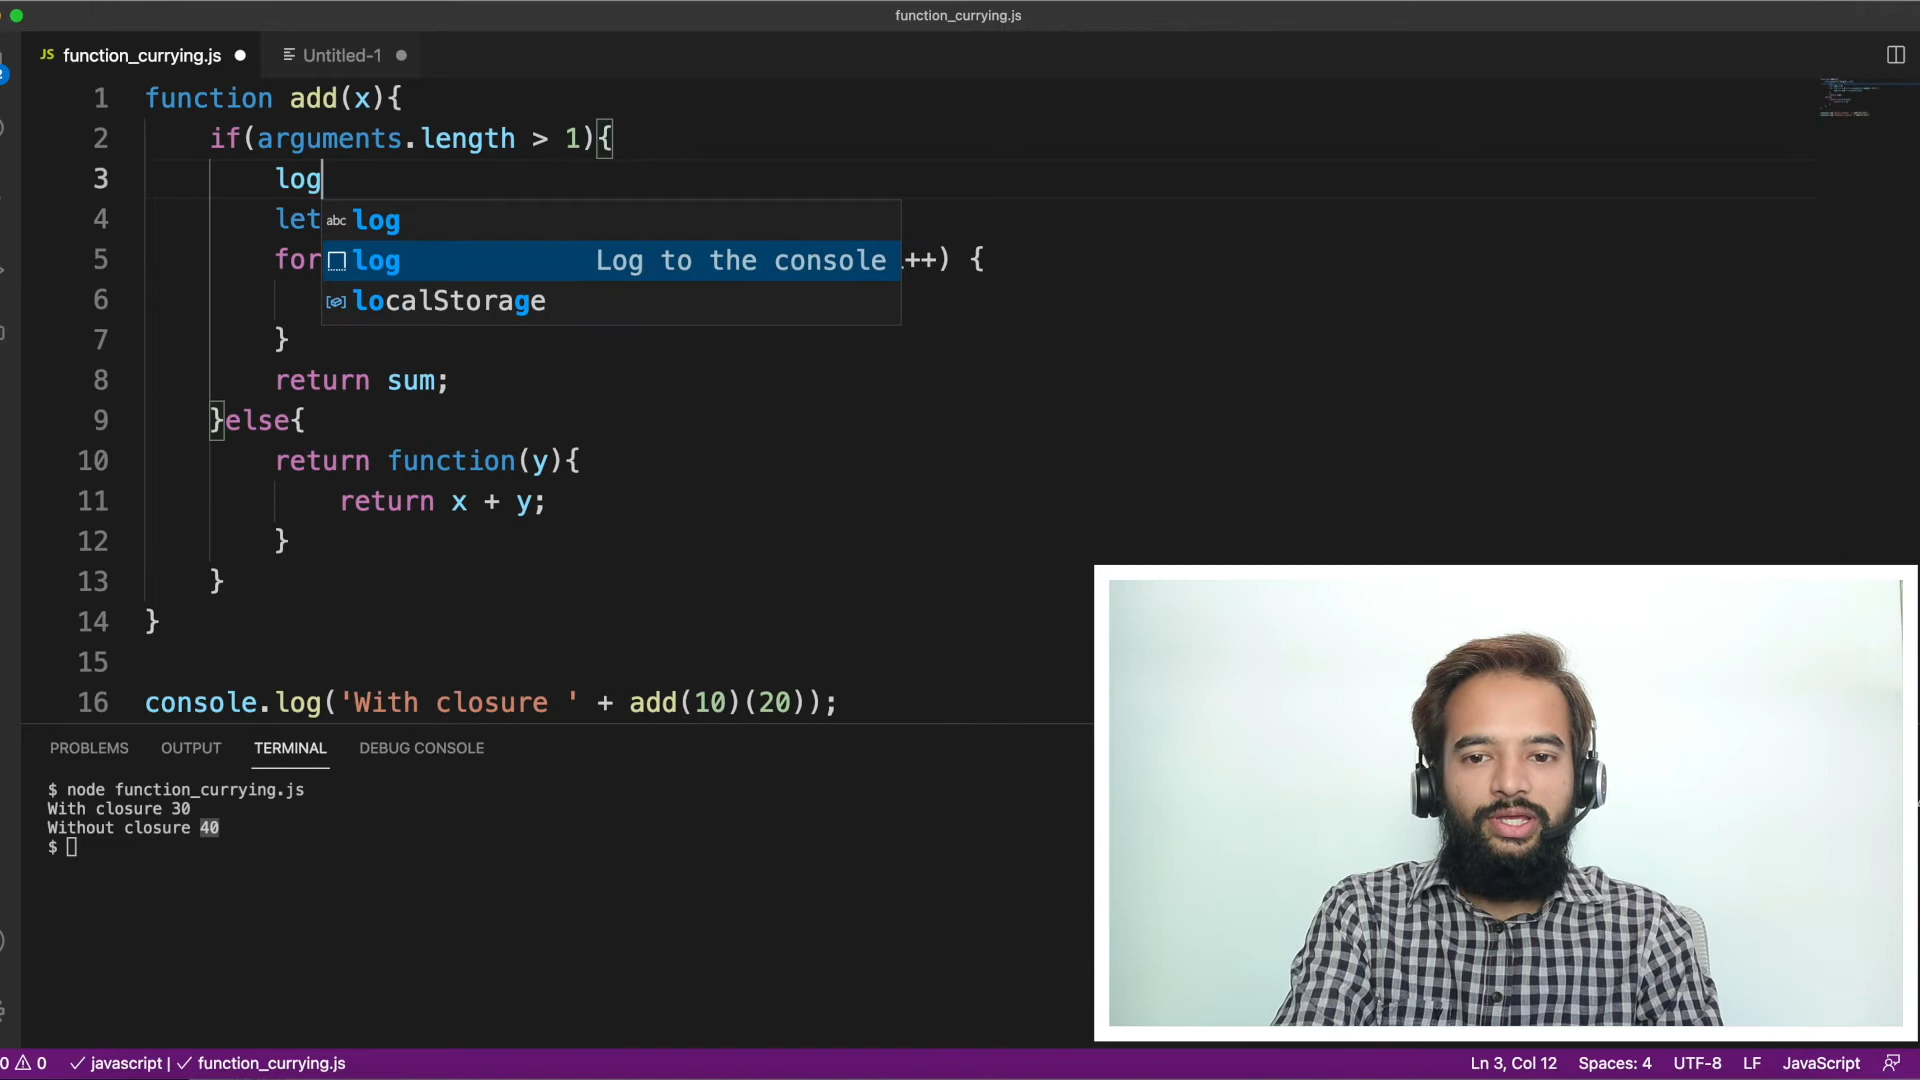 function_currying.js
JS function_currying.js
Untitled-1
1 function add(x){
2 if(arguments.length > 1){
3 log
abc log
4 let
log Log to the console
5 for ++) {
localStorage
6
7 }
8 return sum;
9 }else{
10 return function(y){
11 return x + y;
12 }
13 }
14 }
15
16 console.log('With closure ' + add(10)(20));
PROBLEMS OUTPUT TERMINAL DEBUG CONSOLE
$ node function_currying.js
With closure 30
Without closure 40
$
0 0 javascript | function_currying.js Ln 3, Col 12 Spaces: 4 UTF-8 LF JavaScript